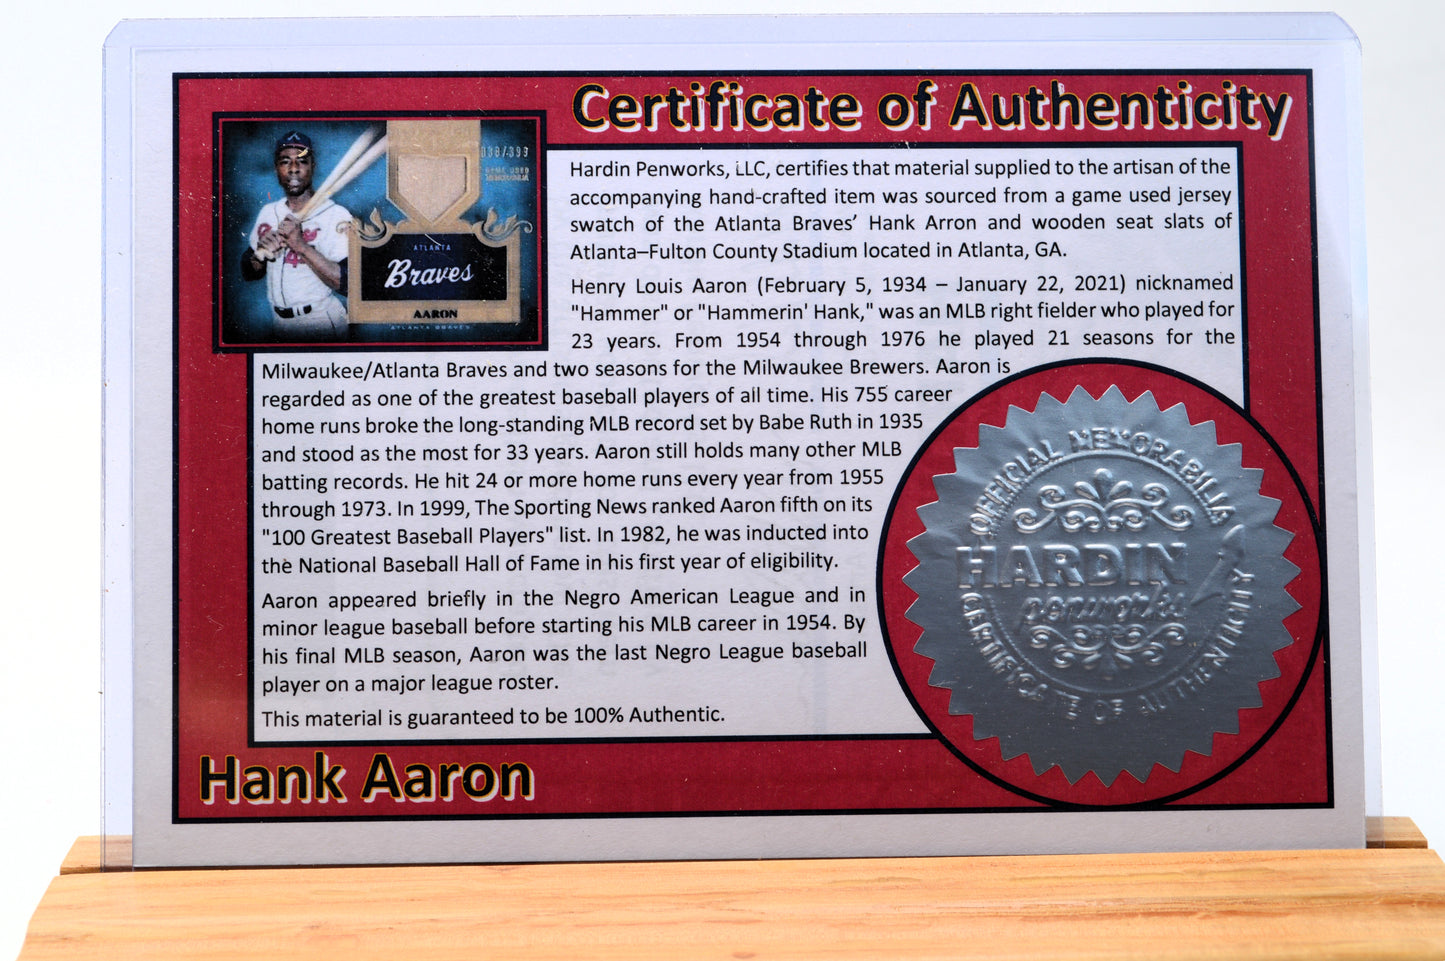 Certificate of Authenticity
ATLANTA
Braves
AARON
ATLANTA BRAVES
Hardin Penworks, LLC, certifies that material supplied to the artisan of the
accompanying hand-crafted item was sourced from a game used jersey
swatch of the Atlanta Braves' Hank Arron and wooden seat slats of
Atlanta–Fulton County Stadium located in Atlanta, GA.
Henry Louis Aaron (February 5, 1934 – January 22, 2021) nicknamed
"Hammer" or "Hammerin' Hank," was an MLB right fielder who played for
23 years. From 1954 through 1976 he played 21 seasons for the
Milwaukee/Atlanta Braves and two seasons for the Milwaukee Brewers. Aaron is
regarded as one of the greatest baseball players of all time. His 755 career
home runs broke the long-standing MLB record set by Babe Ruth in 1935
and stood as the most for 33 years. Aaron still holds many other MLB
batting records. He hit 24 or more home runs every year from 1955
through 1973. In 1999, The Sporting News ranked Aaron fifth on its
"100 Greatest Baseball Players" list. In 1982, he was inducted into
the National Baseball Hall of Fame in his first year of eligibility.
Aaron appeared briefly in the Negro American League and in
minor league baseball before starting his MLB career in 1954. By
his final MLB season, Aaron was the last Negro League baseball
player on a major league roster.
This material is guaranteed to be 100% Authentic.
OFFICIAL MEMORABILIA
HARDIN
penworks
CERTIFICATE OF AUTHENTICITY
Hank Aaron